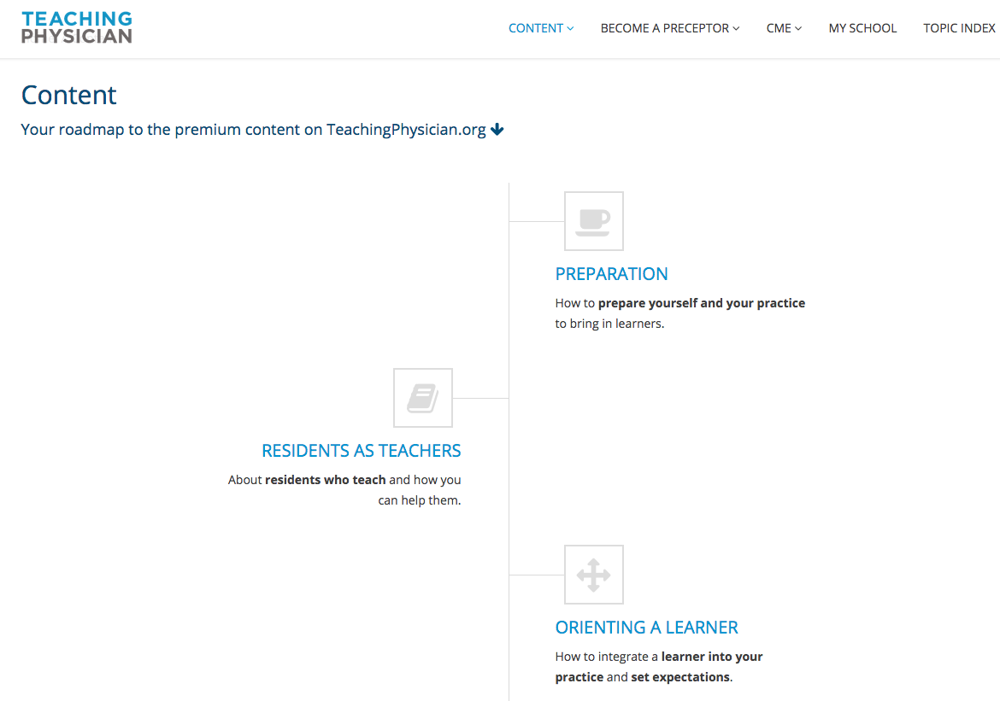 TEACHING
PHYSICIAN
CONTENT BECOME A PRECEPTOR CME MY SCHOOL TOPIC INDEX
Content
Your roadmap to the premium content on TeachingPhysician.org
PREPARATION
How to prepare yourself and your practice
to bring in learners.
RESIDENTS AS TEACHERS
About residents who teach and how you
can help them.
ORIENTING A LEARNER
How to integrate a learner into your
practice and set expectations.